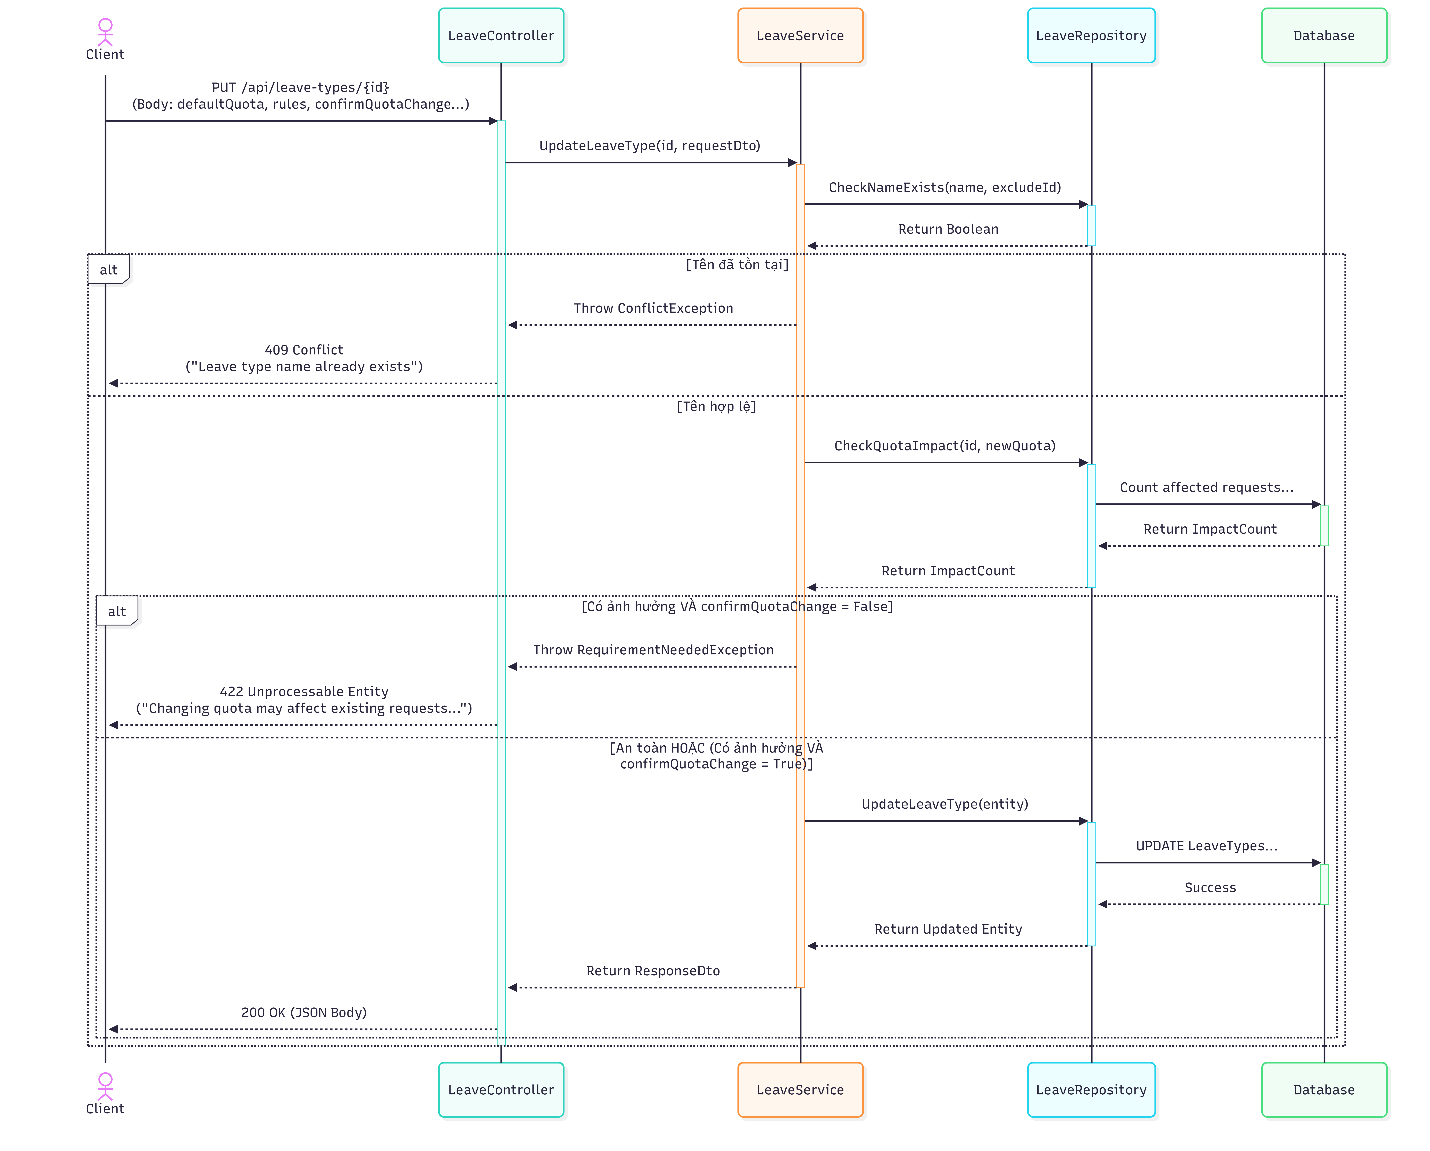 Client
LeaveController
LeaveService
LeaveRepository
Database
PUT /api/leave-types/{id}
(Body: defaultQuota, rules, confirmQuotaChange...)
UpdateLeaveType(id, requestDto)
CheckNameExists(name, excludeId)
Return Boolean
alt
[Tên đã tồn tại]
Throw ConflictException
409 Conflict
("Leave type name already exists")
[Tên hợp lệ]
CheckQuotaImpact(id, newQuota)
Count affected requests...
Return ImpactCount
Return ImpactCount
alt
[Có ảnh hưởng VÀ confirmQuotaChange = False]
Throw RequirementNeededException
422 Unprocessable Entity
("Changing quota may affect existing requests...")
[An toàn HOẶC (Có ảnh hưởng VÀ
confirmQuotaChange = True)]
UpdateLeaveType(entity)
UPDATE LeaveTypes...
Success
Return Updated Entity
Return ResponseDto
200 OK (JSON Body)
Client
LeaveController
LeaveService
LeaveRepository
Database